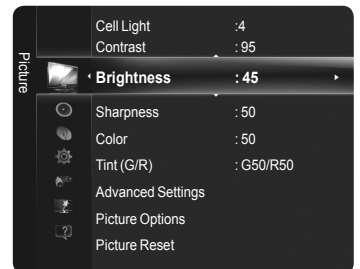 Picture
Cell Light :4
Contrast : 95
Brightness : 45
Sharpness : 50
Color : 50
Tint (G/R) : G50/R50
Advanced Settings
Picture Options
Picture Reset